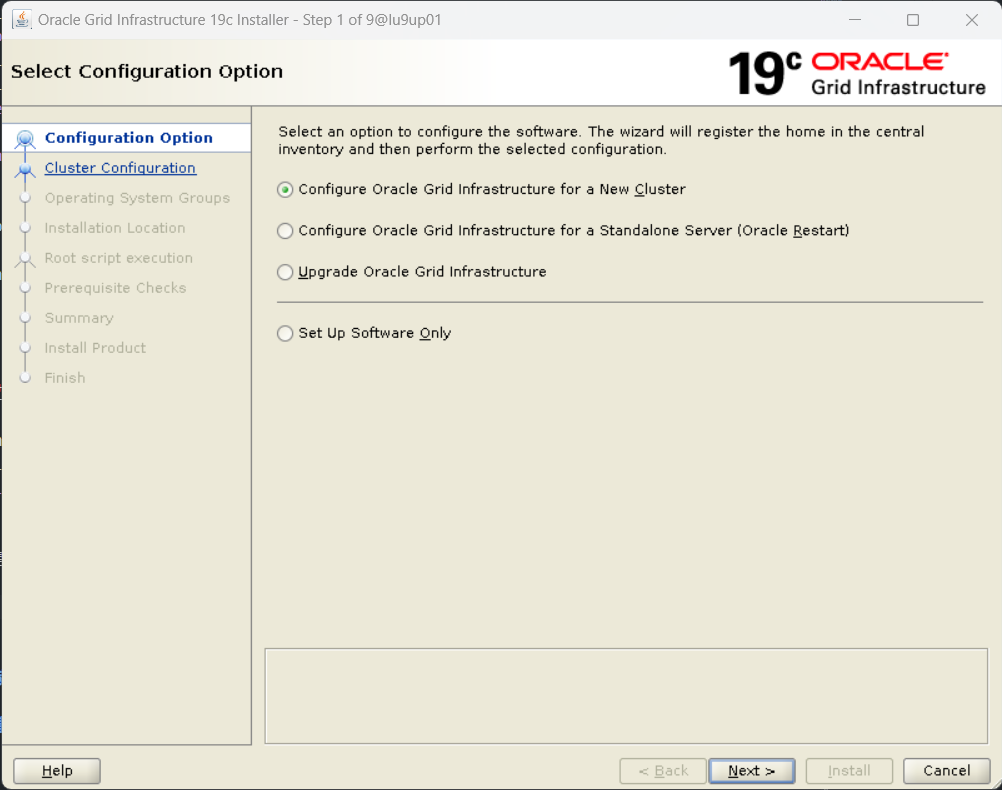 Oracle Grid Infrastructure 19c Installer - Step 1 of 9@lu9up01
Select Configuration Option
19c ORACLE
Grid Infrastructure
Configuration Option
Cluster Configuration
Operating System Groups
Installation Location
Root script execution
Prerequisite Checks
Summary
Install Product
Finish
Select an option to configure the software. The wizard will register the home in the central
inventory and then perform the selected configuration.
Configure Oracle Grid Infrastructure for a New Cluster
Configure Oracle Grid Infrastructure for a Standalone Server (Oracle Restart)
Upgrade Oracle Grid Infrastructure
Set Up Software Only
Help
< Back
Next >
Install
Cancel